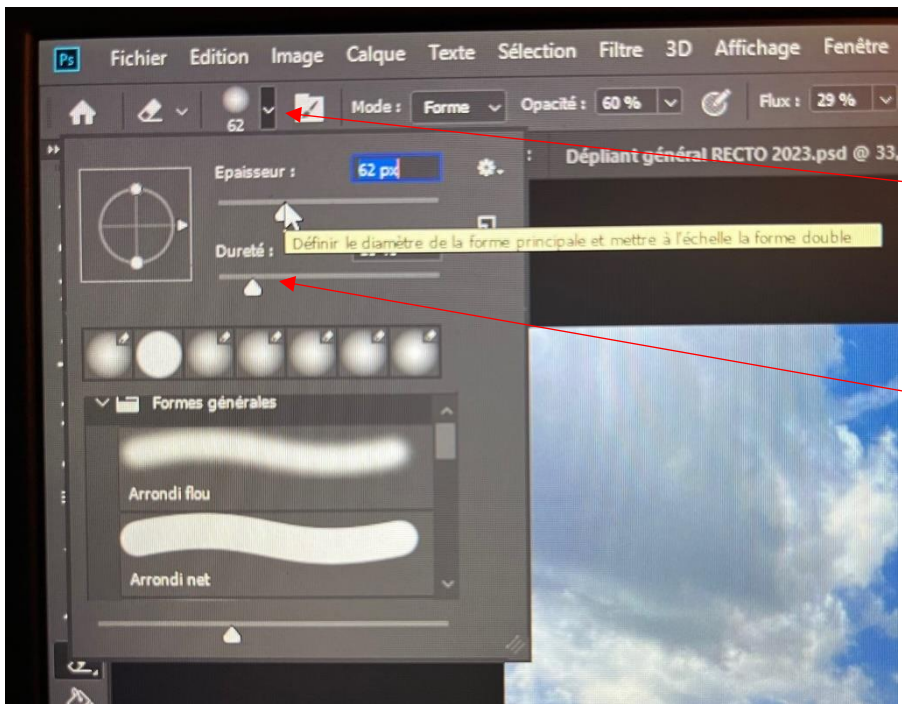 Ps Fichier Edition Image Calque Texte Sélection Filtre 3D Affichage Fenêtre
62 Mode : Forme Opacité : 60 % Flux : 29 %
Dépliant général RECTO 2023.psd @ 33,
Epaisseur : 62 px
Définir le diamètre de la forme principale et mettre à l'échelle la forme double
Dureté :
Formes générales
Arrondi flou
Arrondi net